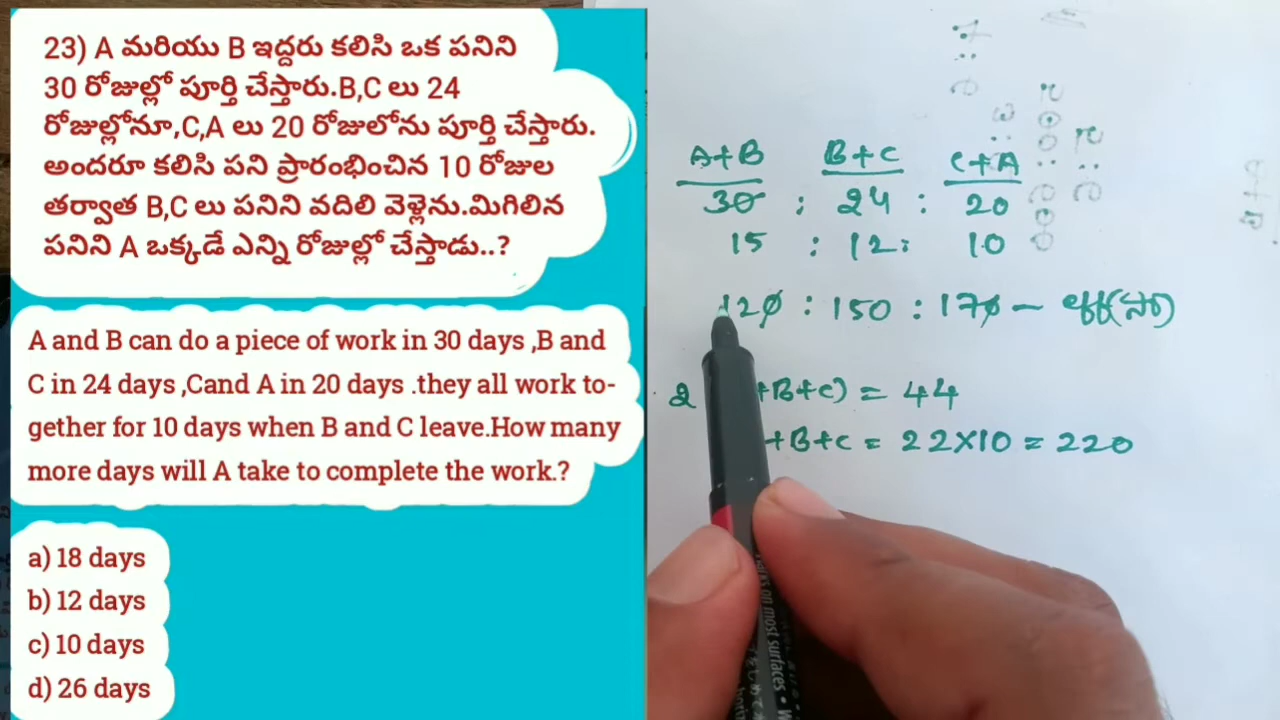 23) A మరియు B ఇద్దరు కలిసి ఒక పనిని
30 రోజుల్లో పూర్తి చేస్తారు.B,C లు 24
రోజుల్లోనూ,C,A లు 20 రోజులోను పూర్తి చేస్తారు.
అందరూ కలిసి పని ప్రారంభించిన 10 రోజుల
తర్వాత B,C లు పనిని వదిలి వెళ్లెను.మిగిలిన
పనిని A ఒక్కడే ఎన్ని రోజుల్లో చేస్తాడు..?
A and B can do a piece of work in 30 days ,B and
C in 24 days ,Cand A in 20 days .they all work to-
gether for 10 days when B and C leave.How many
more days will A take to complete the work.?
a) 18 days
b) 12 days
c) 10 days
d) 26 days
A+B B+C C+A
30 : 24 : 20
15 : 12 : 10
120 : 150 : 170 –
2 +B+C) = 44
+B+C = 22×10 = 220